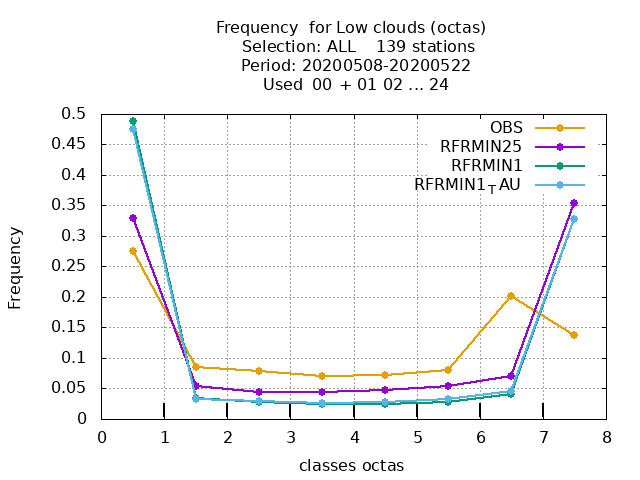 Frequency  for Low clouds (octas)
Selection: ALL    139 stations
Period: 20200508-20200522
Used  00  + 01 02 ... 24
OBS
RFRMIN25
RFRMIN1
RFRMIN1TAU
0.5
0.45
0.4
0.35
0.3
0.25
0.2
0.15
0.1
0.05
0
Frequency
0 1 2 3 4 5 6 7 8
classes octas